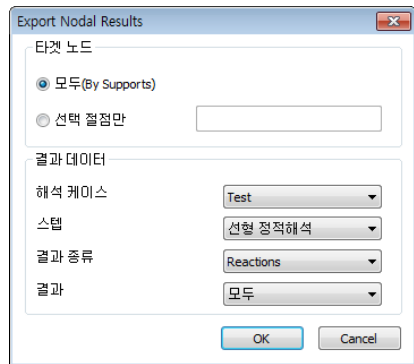 Export Nodal Results
타겟 노드
모두(By Supports)
선택 절점만
결과 데이터
해석 케이스 Test
스텝 선형 정적해석
결과 종류 Reactions
결과 모두
OK Cancel